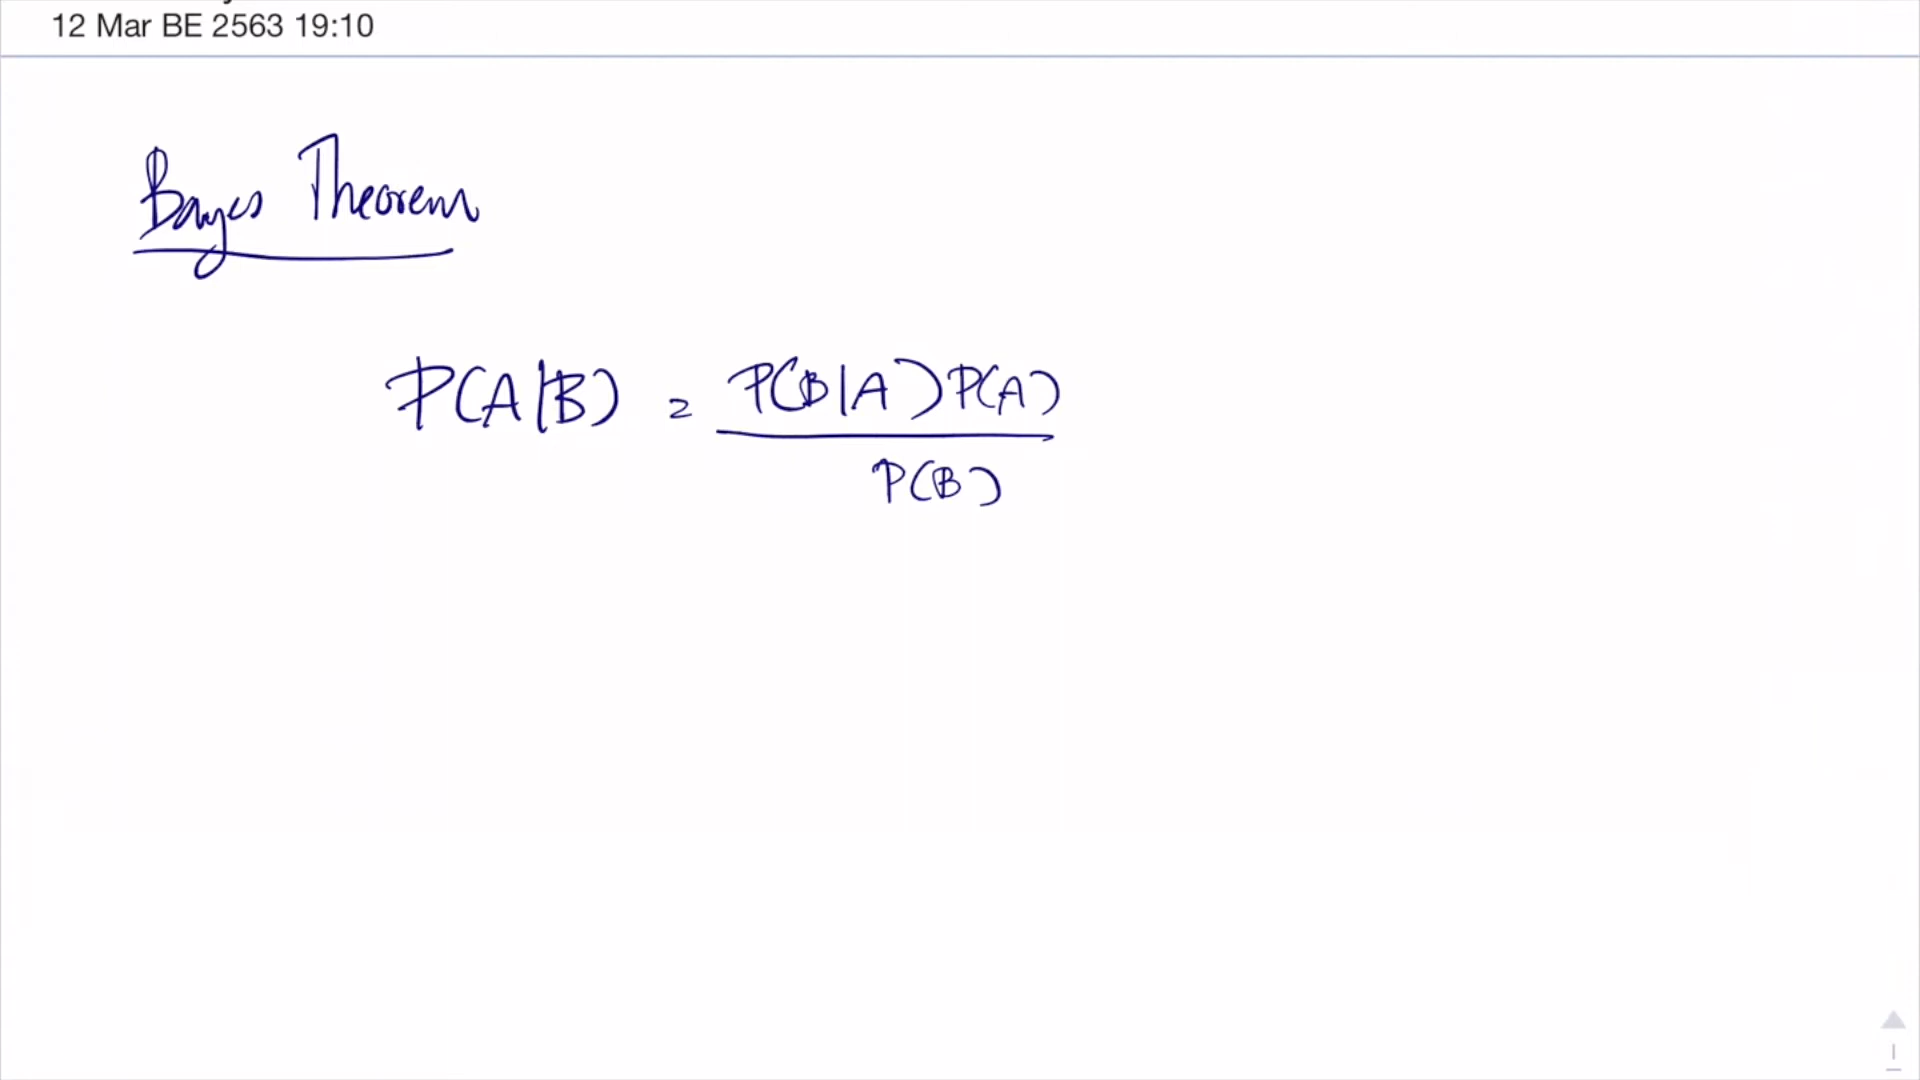 12 Mar BE 2563 19:10
Bayes Theorem
P(A|B) = P(B|A)P(A)
P(B)